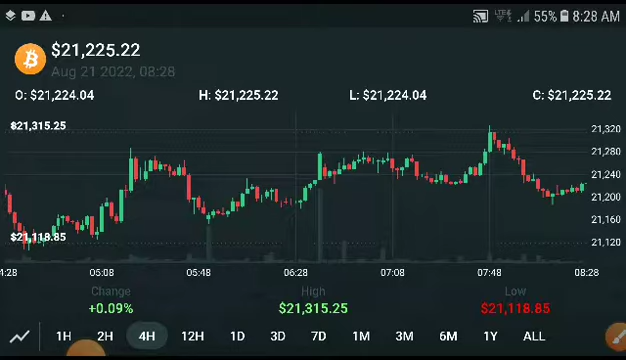 LTE 55% 8:28 AM
$21,225.22
Aug 21 2022, 08:28
O: $21,224.04 H: $21,225.22 L: $21,224.04 C: $21,225.22
$21,315.25
21,320
21,280
21,240
21,200
21,160
$21,118.85
21,120
4:28 05:08 05:48 06:28 07:08 07:48 08:28
Change High Low
+0.09% $21,315.25 $21,118.85
1H 2H 4H 12H 1D 3D 7D 1M 3M 6M 1Y ALL